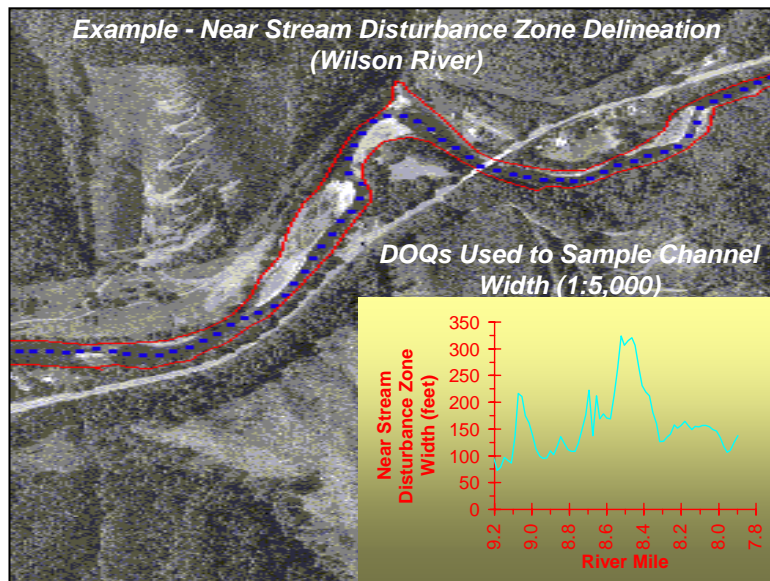 Example - Near Stream Disturbance Zone Delineation
(Wilson River)
DOQs Used to Sample Channel
Width (1:5,000)
Near Stream
Disturbance Zone
Width (feet)
350
300
250
200
150
100
50
0
9.2
9.0
8.8
8.6
8.4
8.2
8.0
7.8
River Mile